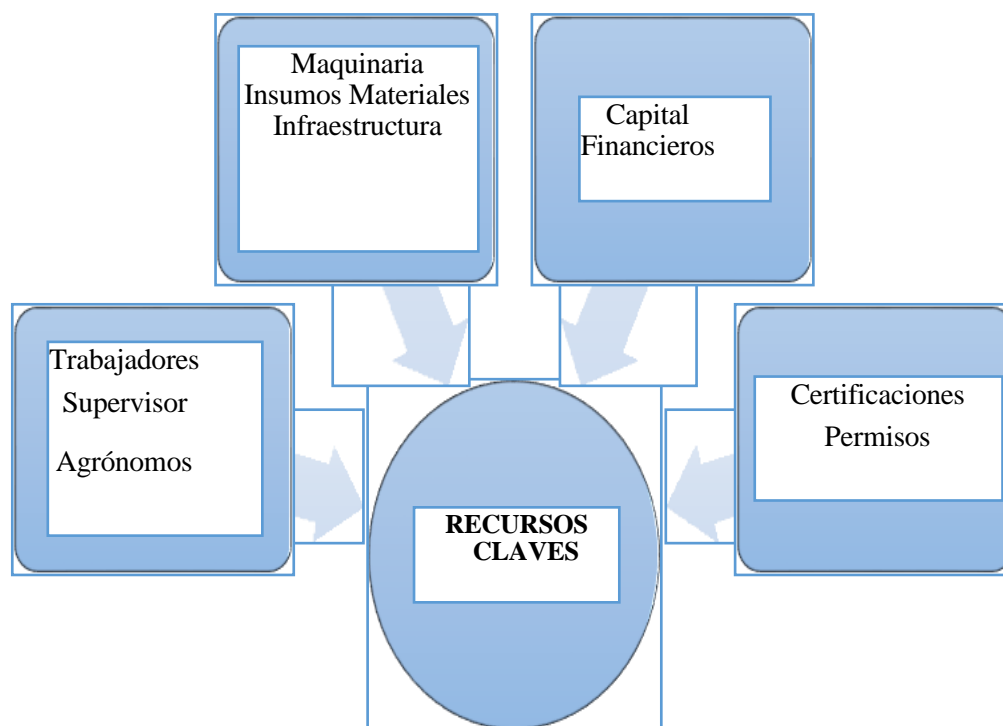 Maquinaria
Insumos Materiales
Infraestructura
Capital
Financieros
Trabajadores
Supervisor
Agrónomos
Certificaciones
Permisos
RECURSOS
CLAVES